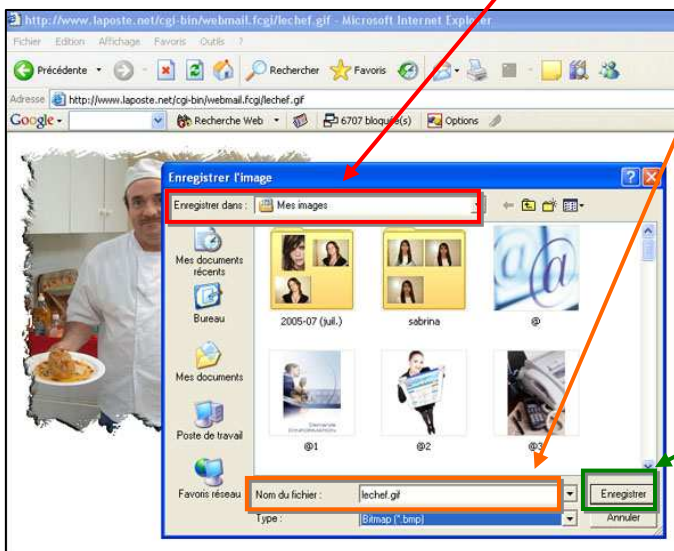 http://www.laposte.net/cgi-bin/webmail.fcgi/lechef.gif - Microsoft Internet Explorer
Fichier Edition Affichage Favoris Outils ?
Précédente Rechercher Favoris
Adresse http://www.laposte.net/cgi-bin/webmail.fcgi/lechef.gif
Google Recherche Web 6707 bloqué(s) Options
Enregistrer l'image
Enregistrer dans : Mes images
Mes documents récents
Bureau
Mes documents
Poste de travail
Favoris réseau
2005-07 (juil.) sabrina @
@1 @2 @3
Nom du fichier : lechef.gif Enregistrer
Type : Bitmap (*.bmp) Annuler